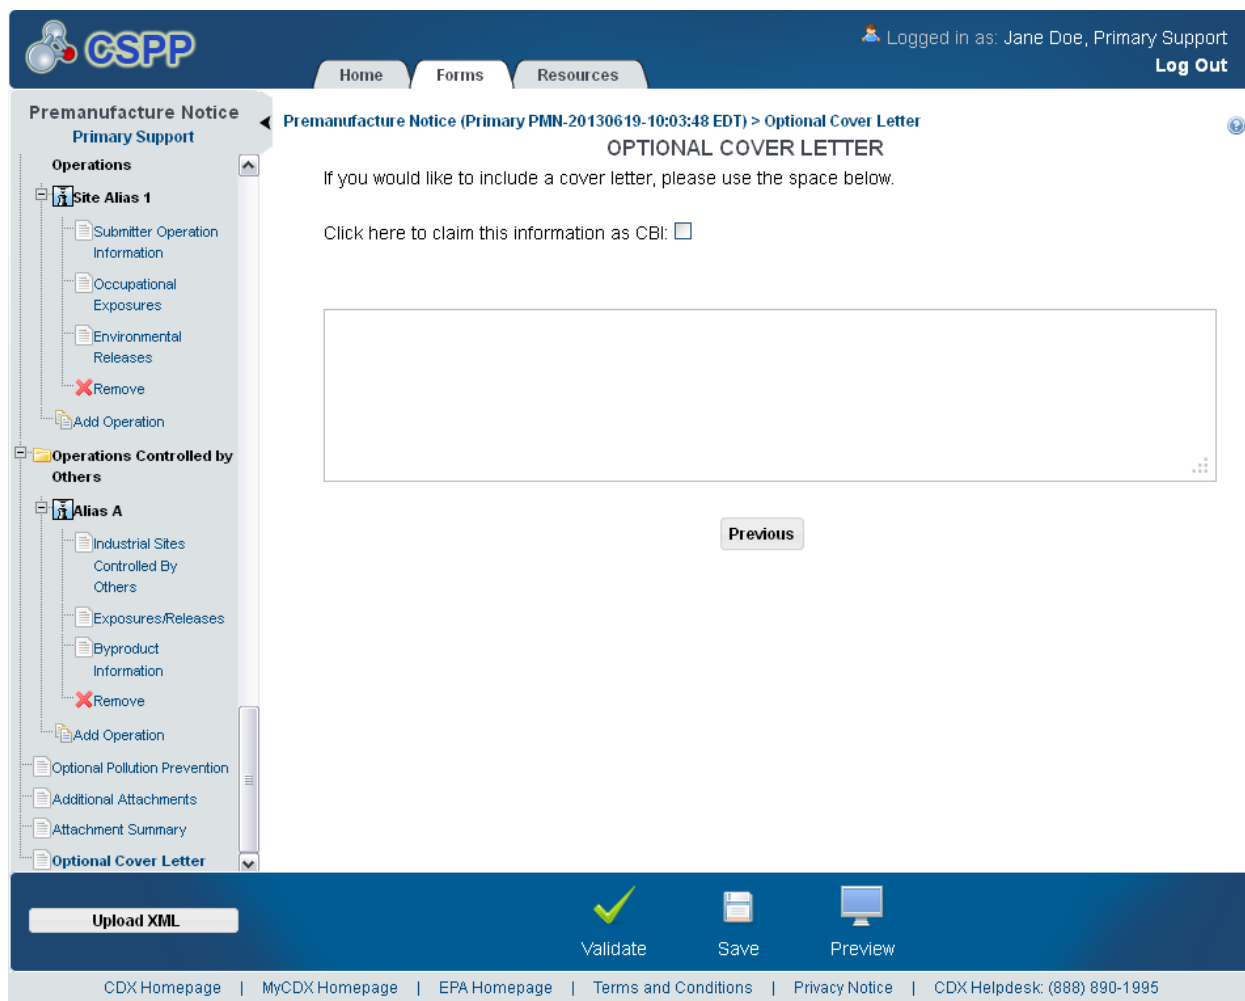 CSPP
Logged in as: Jane Doe, Primary Support
Log Out
Home
Forms
Resources
Premanufacture Notice
Primary Support
Operations
Site Alias 1
Submitter Operation
Information
Occupational
Exposures
Environmental
Releases
Remove
Add Operation
Operations Controlled by
Others
Alias A
Industrial Sites
Controlled By
Others
Exposures/Releases
Byproduct
Information
Remove
Add Operation
Optional Pollution Prevention
Additional Attachments
Attachment Summary
Optional Cover Letter
Premanufacture Notice (Primary PMN-20130619-10:03:48 EDT) > Optional Cover Letter
OPTIONAL COVER LETTER
If you would like to include a cover letter, please use the space below.
Click here to claim this information as CBI:
Previous
Upload XML
Validate
Save
Preview
CDX Homepage | MyCDX Homepage | EPA Homepage | Terms and Conditions | Privacy Notice | CDX Helpdesk: (888) 890-1995